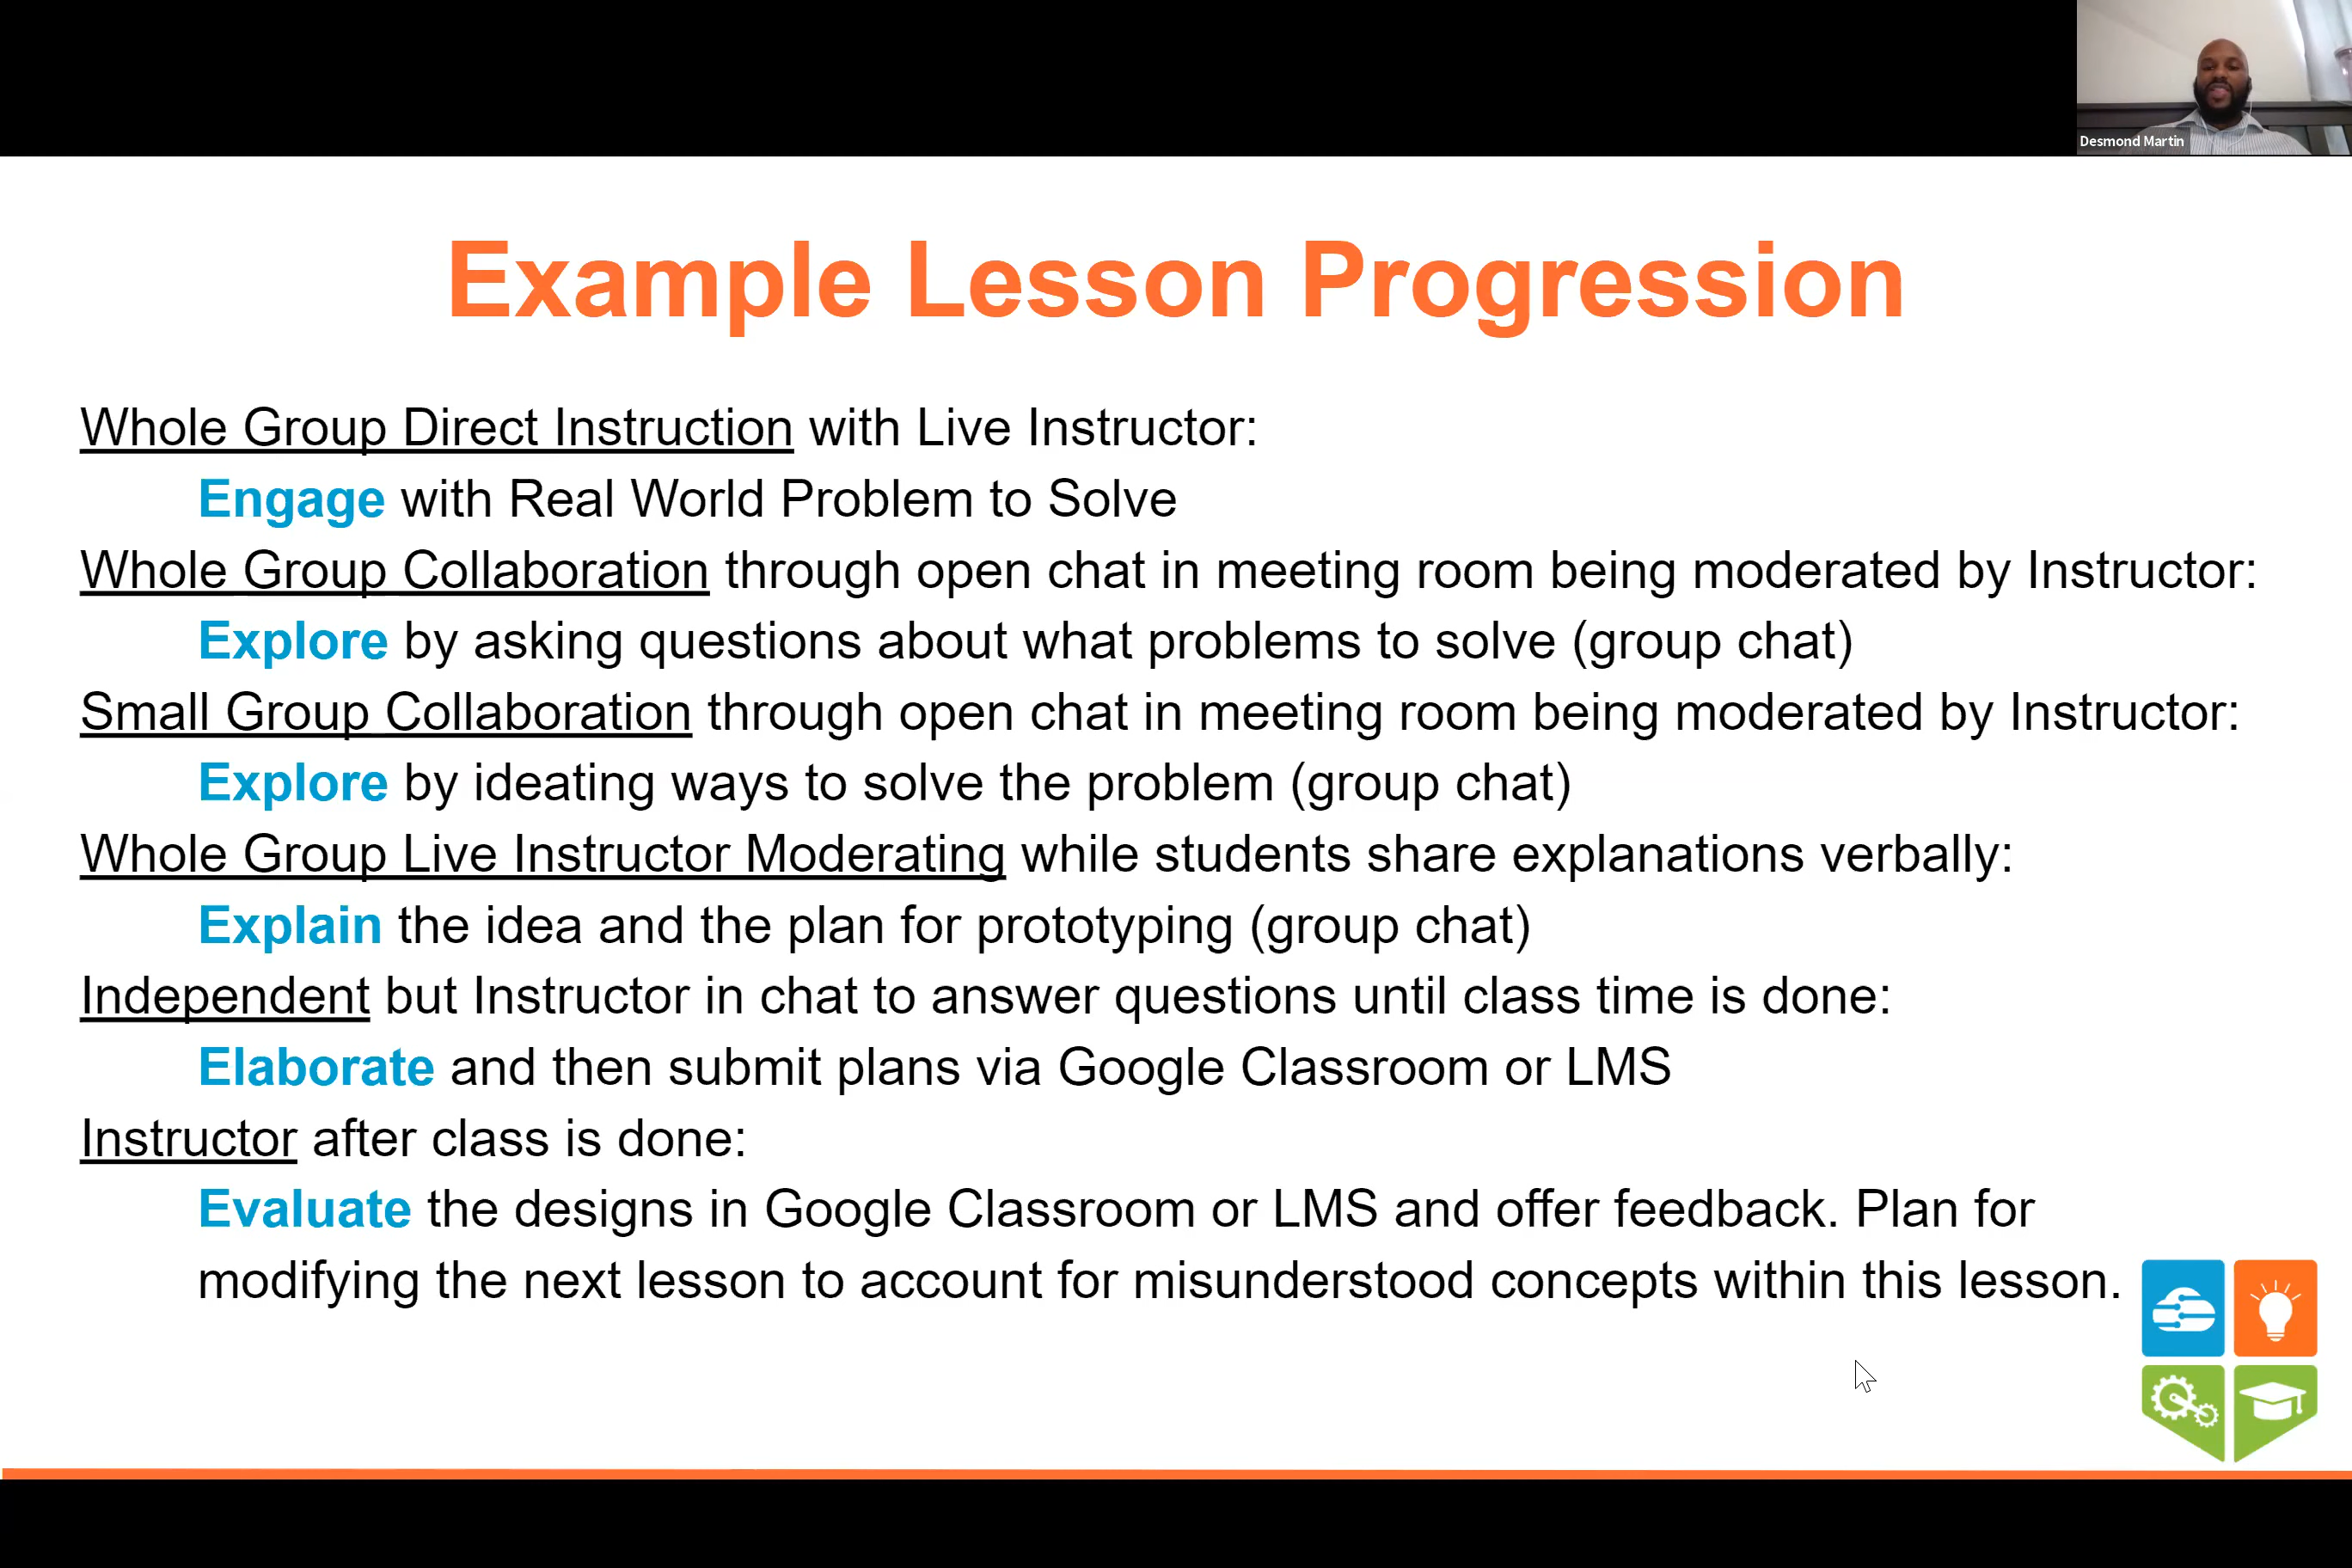 Desmond Martin
Example Lesson Progression
Whole Group Direct Instruction with Live Instructor:
Engage with Real World Problem to Solve
Whole Group Collaboration through open chat in meeting room being moderated by Instructor:
Explore by asking questions about what problems to solve (group chat)
Small Group Collaboration through open chat in meeting room being moderated by Instructor:
Explore by ideating ways to solve the problem (group chat)
Whole Group Live Instructor Moderating while students share explanations verbally:
Explain the idea and the plan for prototyping (group chat)
Independent but Instructor in chat to answer questions until class time is done:
Elaborate and then submit plans via Google Classroom or LMS
Instructor after class is done:
Evaluate the designs in Google Classroom or LMS and offer feedback. Plan for
modifying the next lesson to account for misunderstood concepts within this lesson.